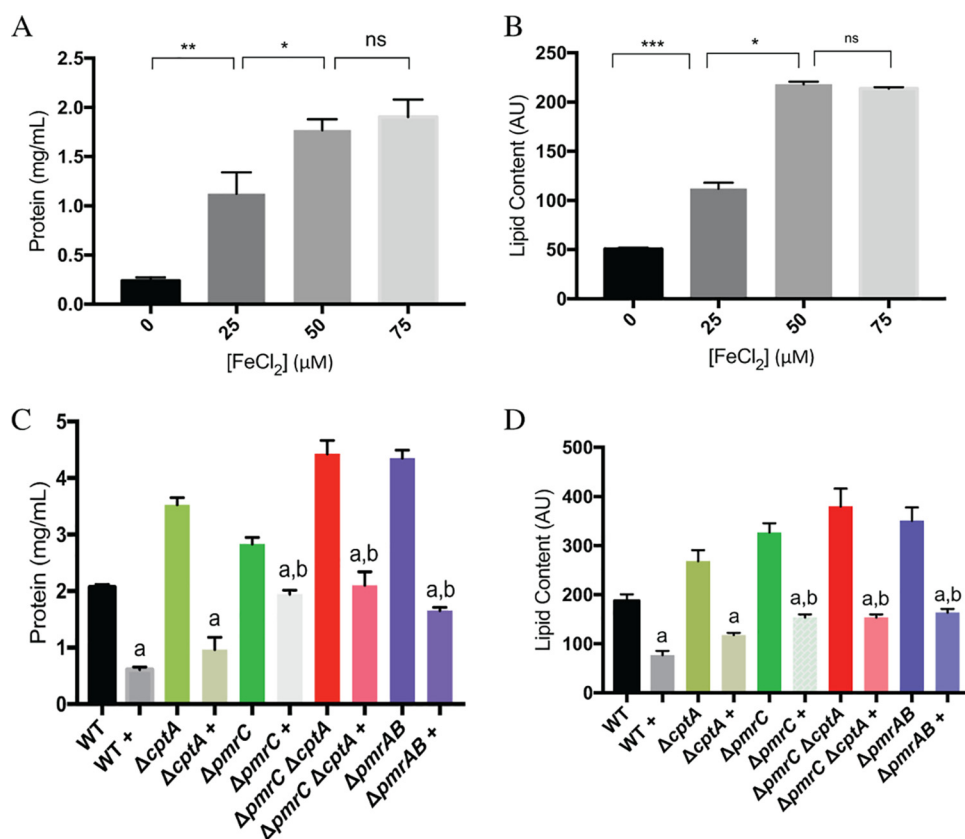 A
** * ns
2.5
2.0
1.5
1.0
0.5
0.0
Protein (mg/mL)
0 25 50 75
[FeCl₂] (µM)
B
*** * ns
250
200
150
100
50
0
Lipid Content (AU)
0 25 50 75
[FeCl₂] (µM)
C
5
4
3
2
1
0
Protein (mg/mL)
a a a,b a,b a,b
WT
WT +
ΔcptA
ΔcptA +
ΔpmrC
ΔpmrC +
ΔpmrC ΔcptA
ΔpmrC ΔcptA +
ΔpmrAB
ΔpmrAB +
D
500
400
300
200
100
0
Lipid Content (AU)
a a a,b a,b a,b
WT
WT +
ΔcptA
ΔcptA +
ΔpmrC
ΔpmrC +
ΔpmrC ΔcptA
ΔpmrC ΔcptA +
ΔpmrAB
ΔpmrAB +